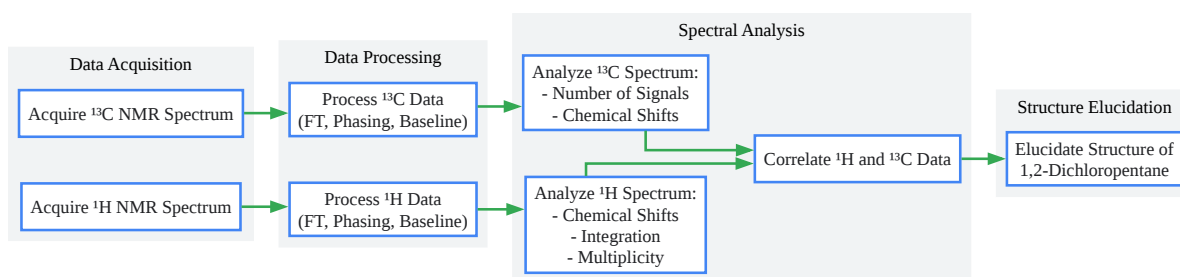 Data Acquisition
Acquire ¹³C NMR Spectrum
Acquire ¹H NMR Spectrum
Data Processing
Process ¹³C Data
(FT, Phasing, Baseline)
Process ¹H Data
(FT, Phasing, Baseline)
Spectral Analysis
Analyze ¹³C Spectrum:
- Number of Signals
- Chemical Shifts
Analyze ¹H Spectrum:
- Chemical Shifts
- Integration
- Multiplicity
Correlate ¹H and ¹³C Data
Structure Elucidation
Elucidate Structure of
1,2-Dichloropentane